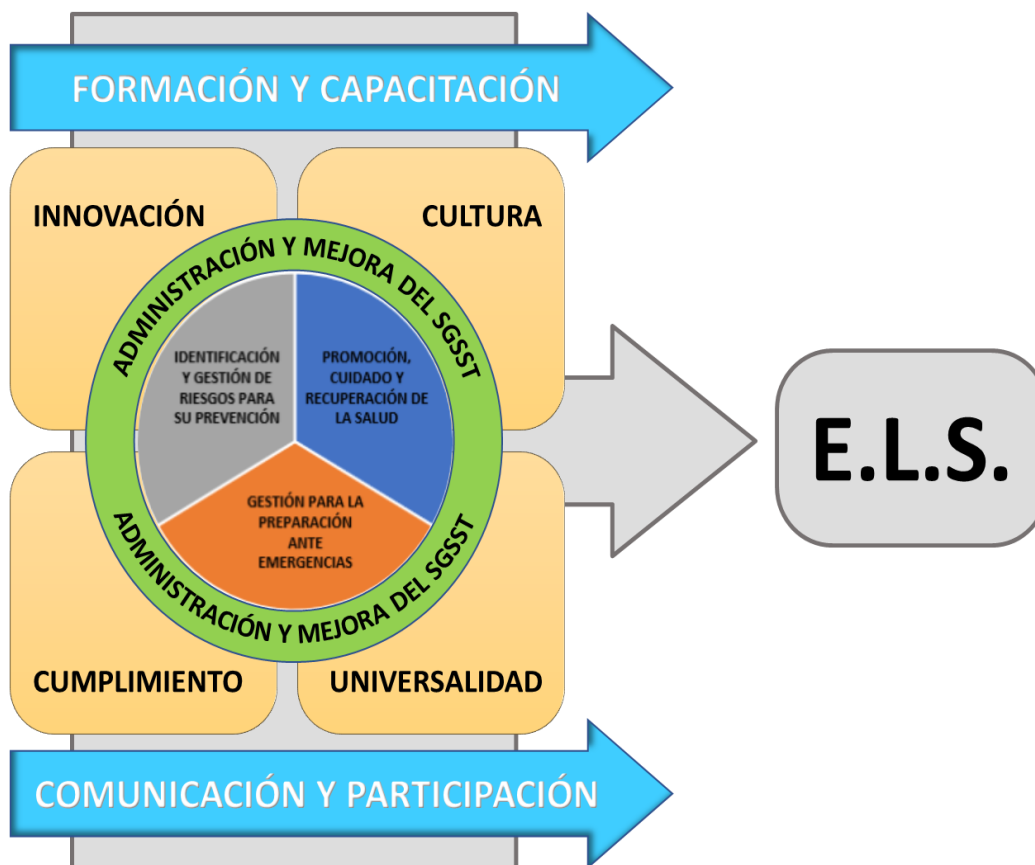 FORMACIÓN Y CAPACITACIÓN
INNOVACIÓN
CULTURA
ADMINISTRACIÓN Y MEJORA DEL SGSST
IDENTIFICACIÓN
Y GESTIÓN DE
RIESGOS PARA
SU PREVENCIÓN
PROMOCIÓN,
CUIDADO Y
RECUPERACIÓN DE
LA SALUD
GESTIÓN PARA LA
PREPARACIÓN
ANTE
EMERGENCIAS
ADMINISTRACIÓN Y MEJORA DEL SGSST
E.L.S.
CUMPLIMIENTO
UNIVERSALIDAD
COMUNICACIÓN Y PARTICIPACIÓN